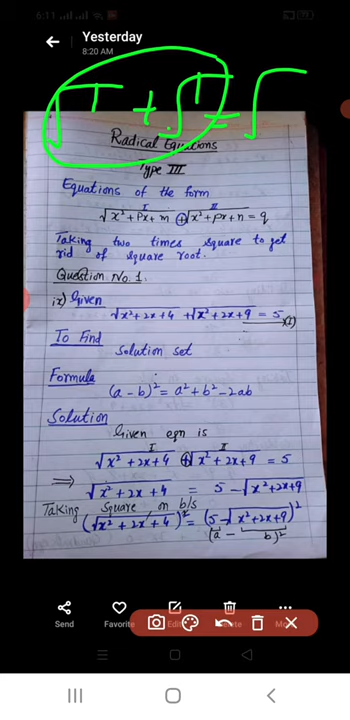 6:11
Yesterday
8:20 AM
√I + √I = √
Radical Equations
Type III
Equations of the form
I I
√x²+Px+m ⊕ √x²+px+n = q
Taking two times square to get
rid of square root.
Question No. 1.
ix) Given
√x²+2x+4 + √x²+2x+9 = 5 →(1)
To Find
Solution set
Formula
(a - b)² = a² + b² - 2ab
Solution
Given eqn is
I I
√x²+2x+4 ⊕ √x²+2x+9 = 5
⟹ √x²+2x+4 = 5 - √x²+2x+9
Taking Square on b/s
(√x²+2x+4)² = (5-√x²+2x+9)²
(a - b)²
Send
Favorite
Edit